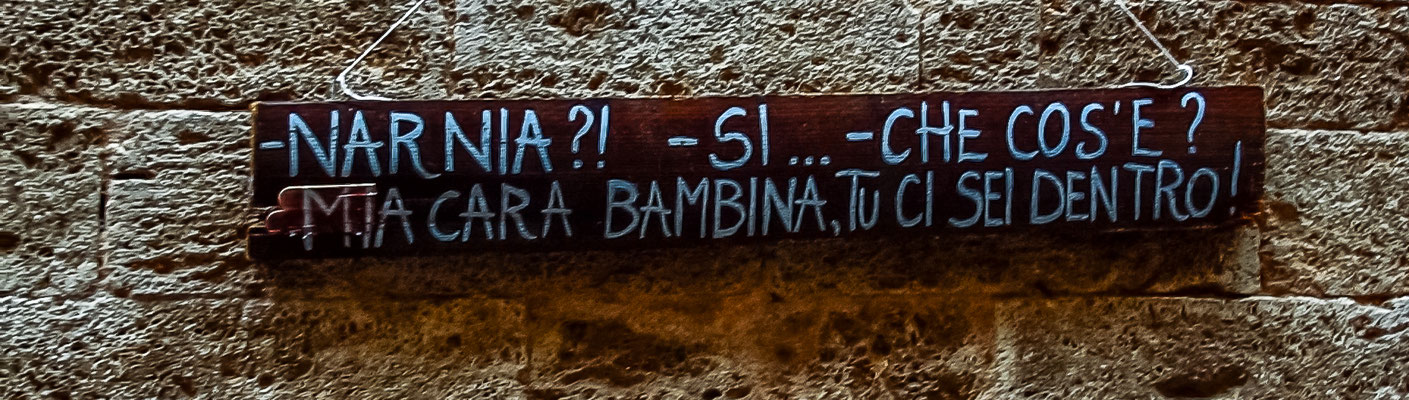 -NARNIA?! -SI... -CHE COS'E?
MIA CARA BAMBINA, TU CI SEI DENTRO!